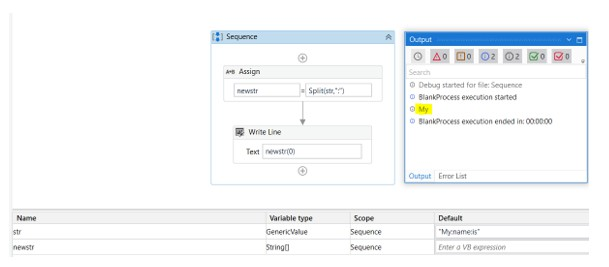 Sequence
Assign
newstr = Split(str,":")
Write Line
Text newstr(0)
Output
0 0 2 2 0 0
Search
Debug started for file: Sequence
BlankProcess execution started
My
BlankProcess execution ended in: 00:00:00
Output Error List
Name Variable type Scope Default
str GenericValue Sequence "My:name:is"
newstr String[] Sequence Enter a VB expression